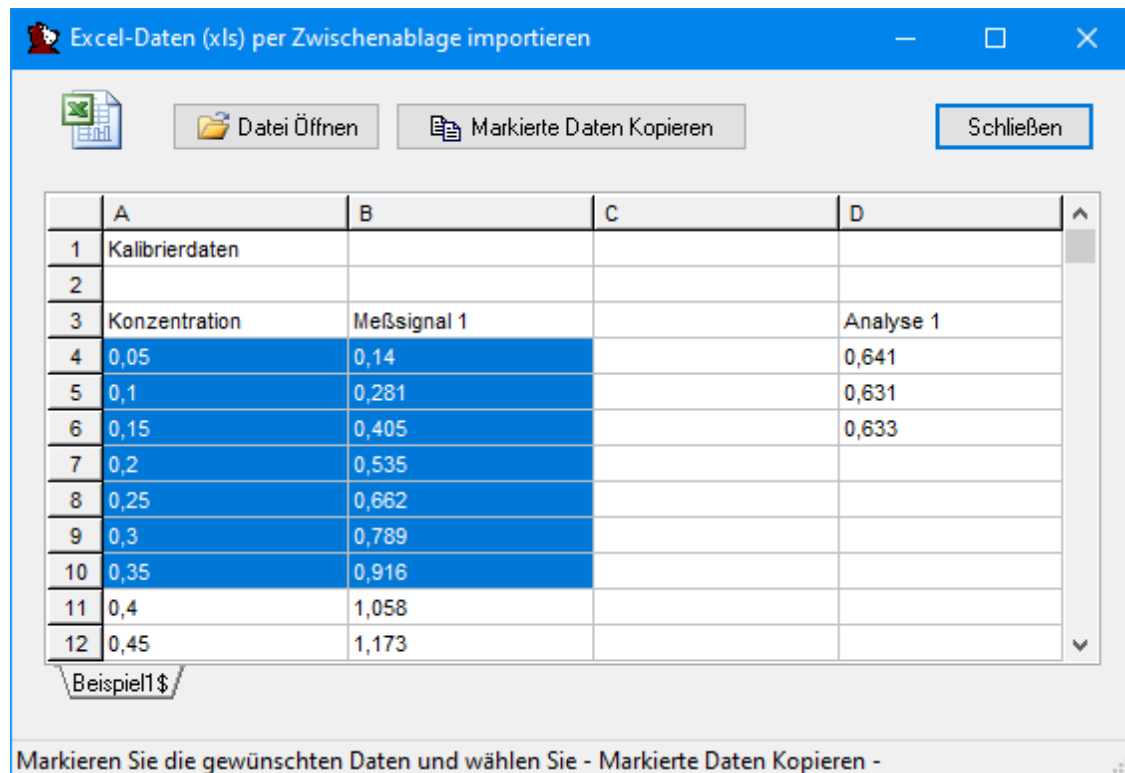 Excel-Daten (xls) per Zwischenablage importieren
Datei Öffnen Markierte Daten Kopieren Schließen
A B C D
1 Kalibrierdaten
2
3 Konzentration Meßsignal 1 Analyse 1
4 0,05 0,14 0,641
5 0,1 0,281 0,631
6 0,15 0,405 0,633
7 0,2 0,535
8 0,25 0,662
9 0,3 0,789
10 0,35 0,916
11 0,4 1,058
12 0,45 1,173
Beispiel1$
Markieren Sie die gewünschten Daten und wählen Sie - Markierte Daten Kopieren -